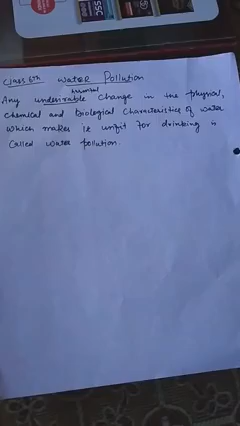 SSC
Class 6th Water Pollution
Any undesirable change in the physical,
chemical and biological characteristics of water
which makes it unfit for drinking is
called water pollution.